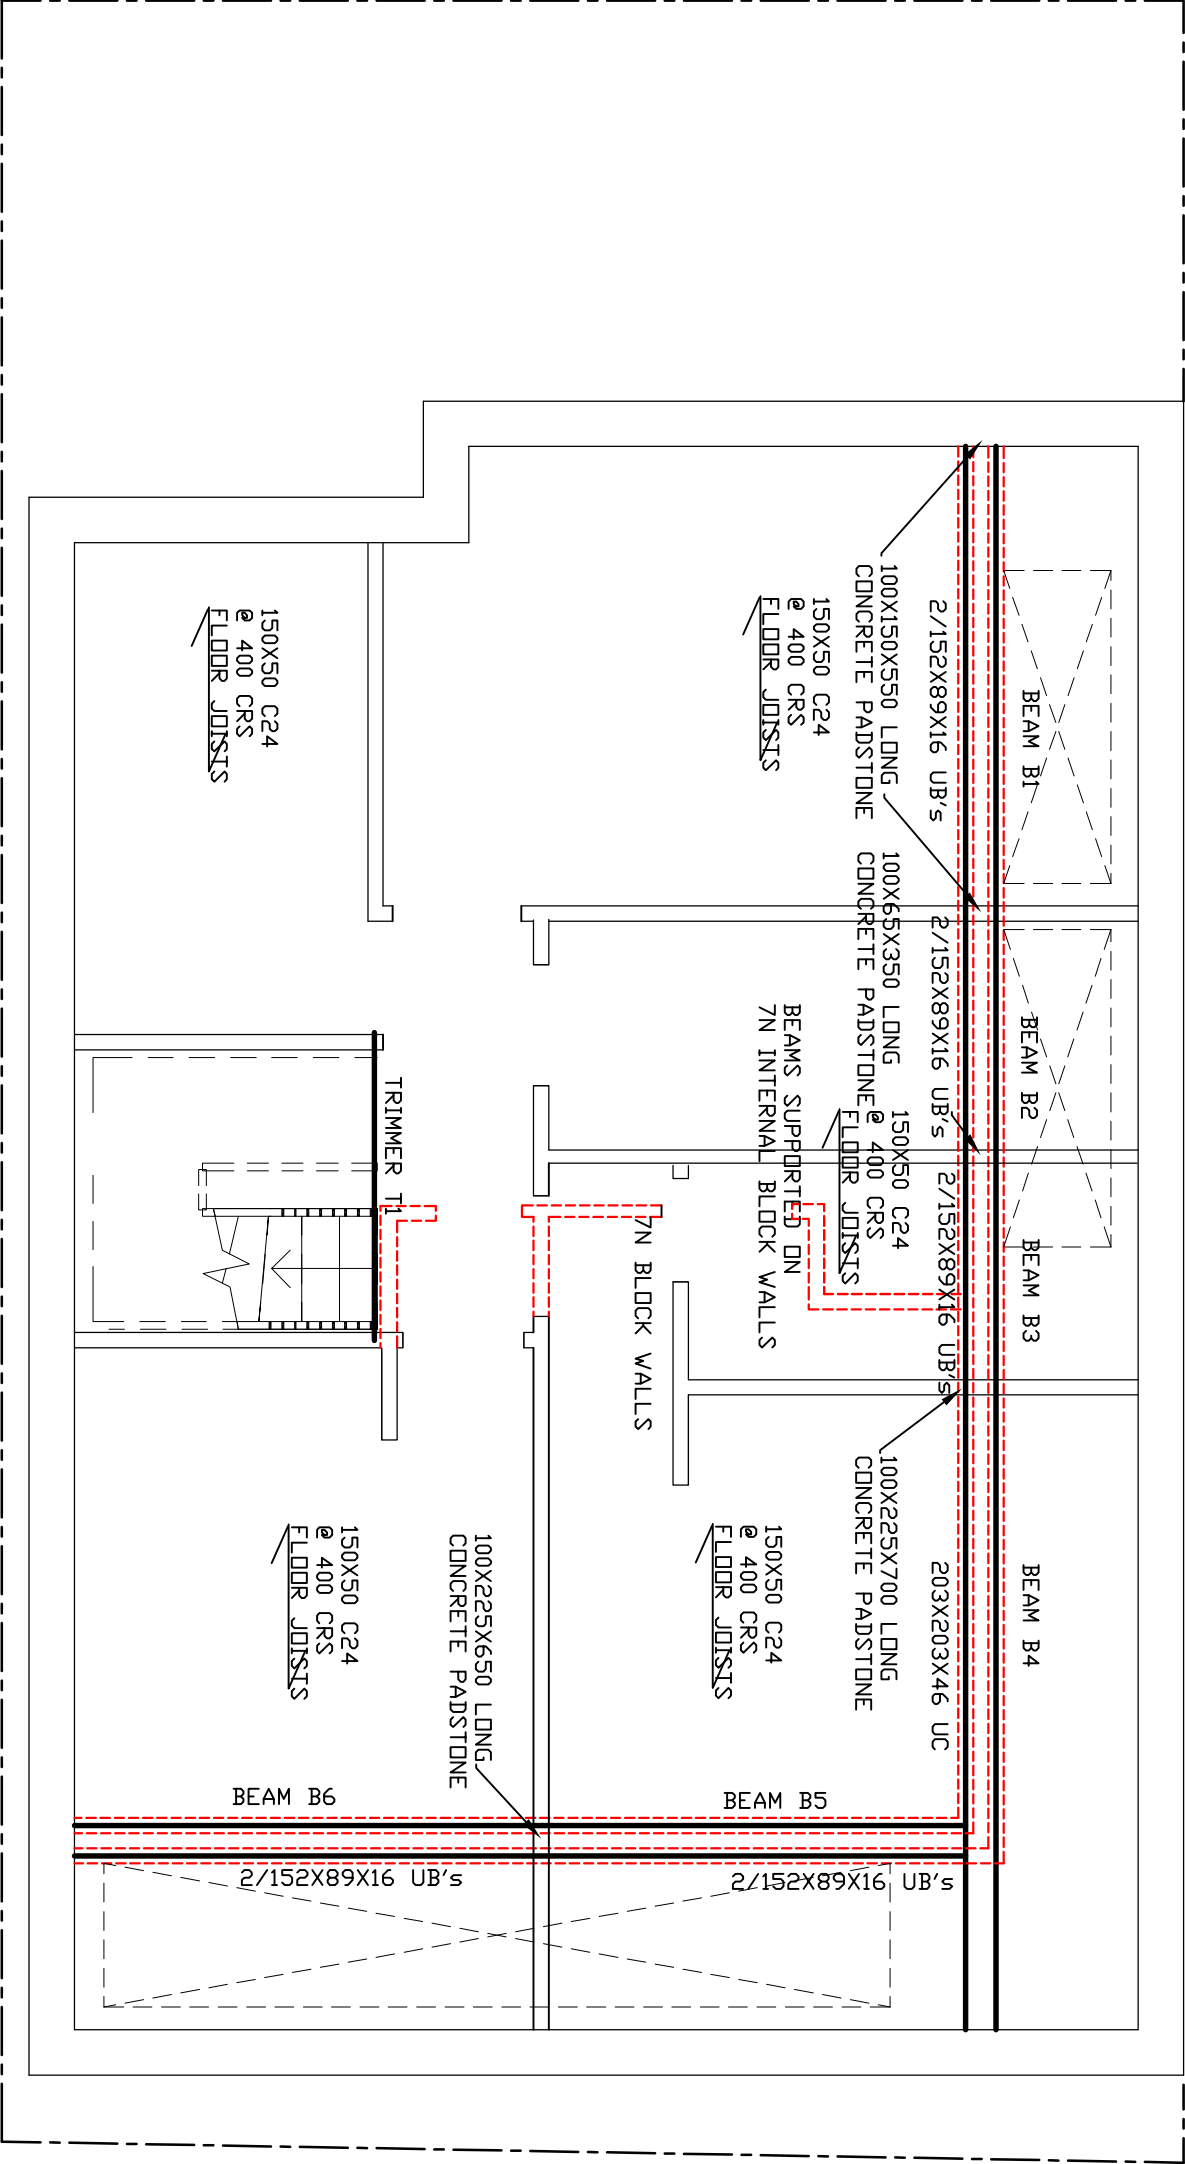 BEAM B1
BEAM B2
BEAM B3
BEAM B4
2/152X89X16 UB's
2/152X89X16 UB's
2/152X89X16 UB's
203X203X46 UC
100X150X550 LONG
CONCRETE PADSTONE
100X65X350 LONG
CONCRETE PADSTONE
150X50 C24
@ 400 CRS
FLOOR JOISTS
100X225X700 LONG
CONCRETE PADSTONE
150X50 C24
@ 400 CRS
FLOOR JOISTS
BEAMS SUPPORTED ON
7N INTERNAL BLOCK WALLS
150X50 C24
@ 400 CRS
FLOOR JOISTS
7N BLOCK WALLS
100X225X650 LONG
CONCRETE PADSTONE
TRIMMER T1
150X50 C24
@ 400 CRS
FLOOR JOISTS
150X50 C24
@ 400 CRS
FLOOR JOISTS
BEAM B6
BEAM B5
2/152X89X16 UB's
2/152X89X16 UB's